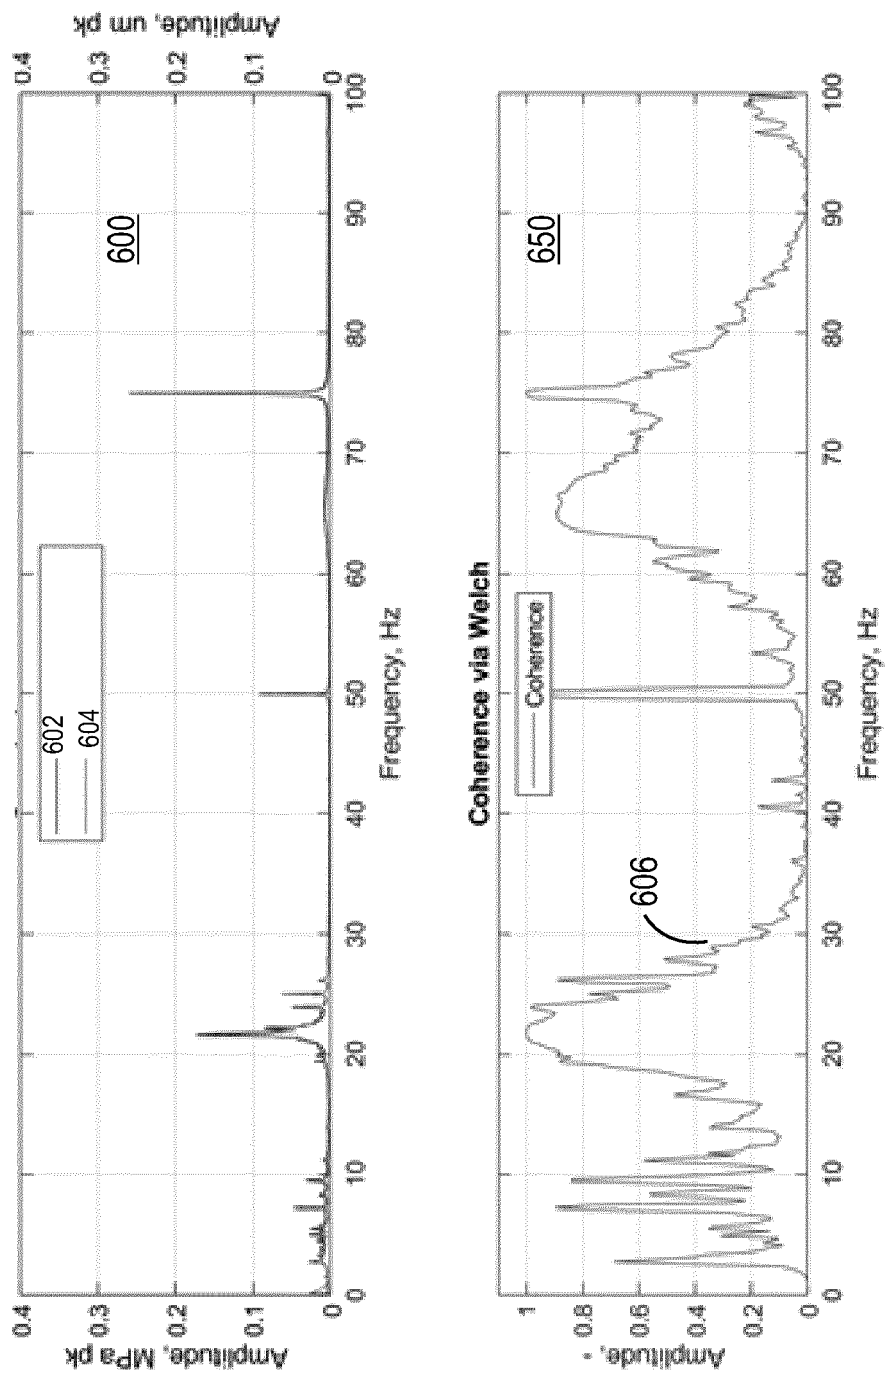 Amplitude, MPa pk
Amplitude, um pk
0.4
0.3
0.2
0.1
0
0.4
0.3
0.2
0.1
0
602
604
600
0 10 20 30 40 50 60 70 80 90 100
Frequency, Hz
Coherence via Welch
Amplitude, -
1
0.8
0.6
0.4
0.2
0
Coherence
606
650
0 10 20 30 40 50 60 70 80 90 100
Frequency, Hz